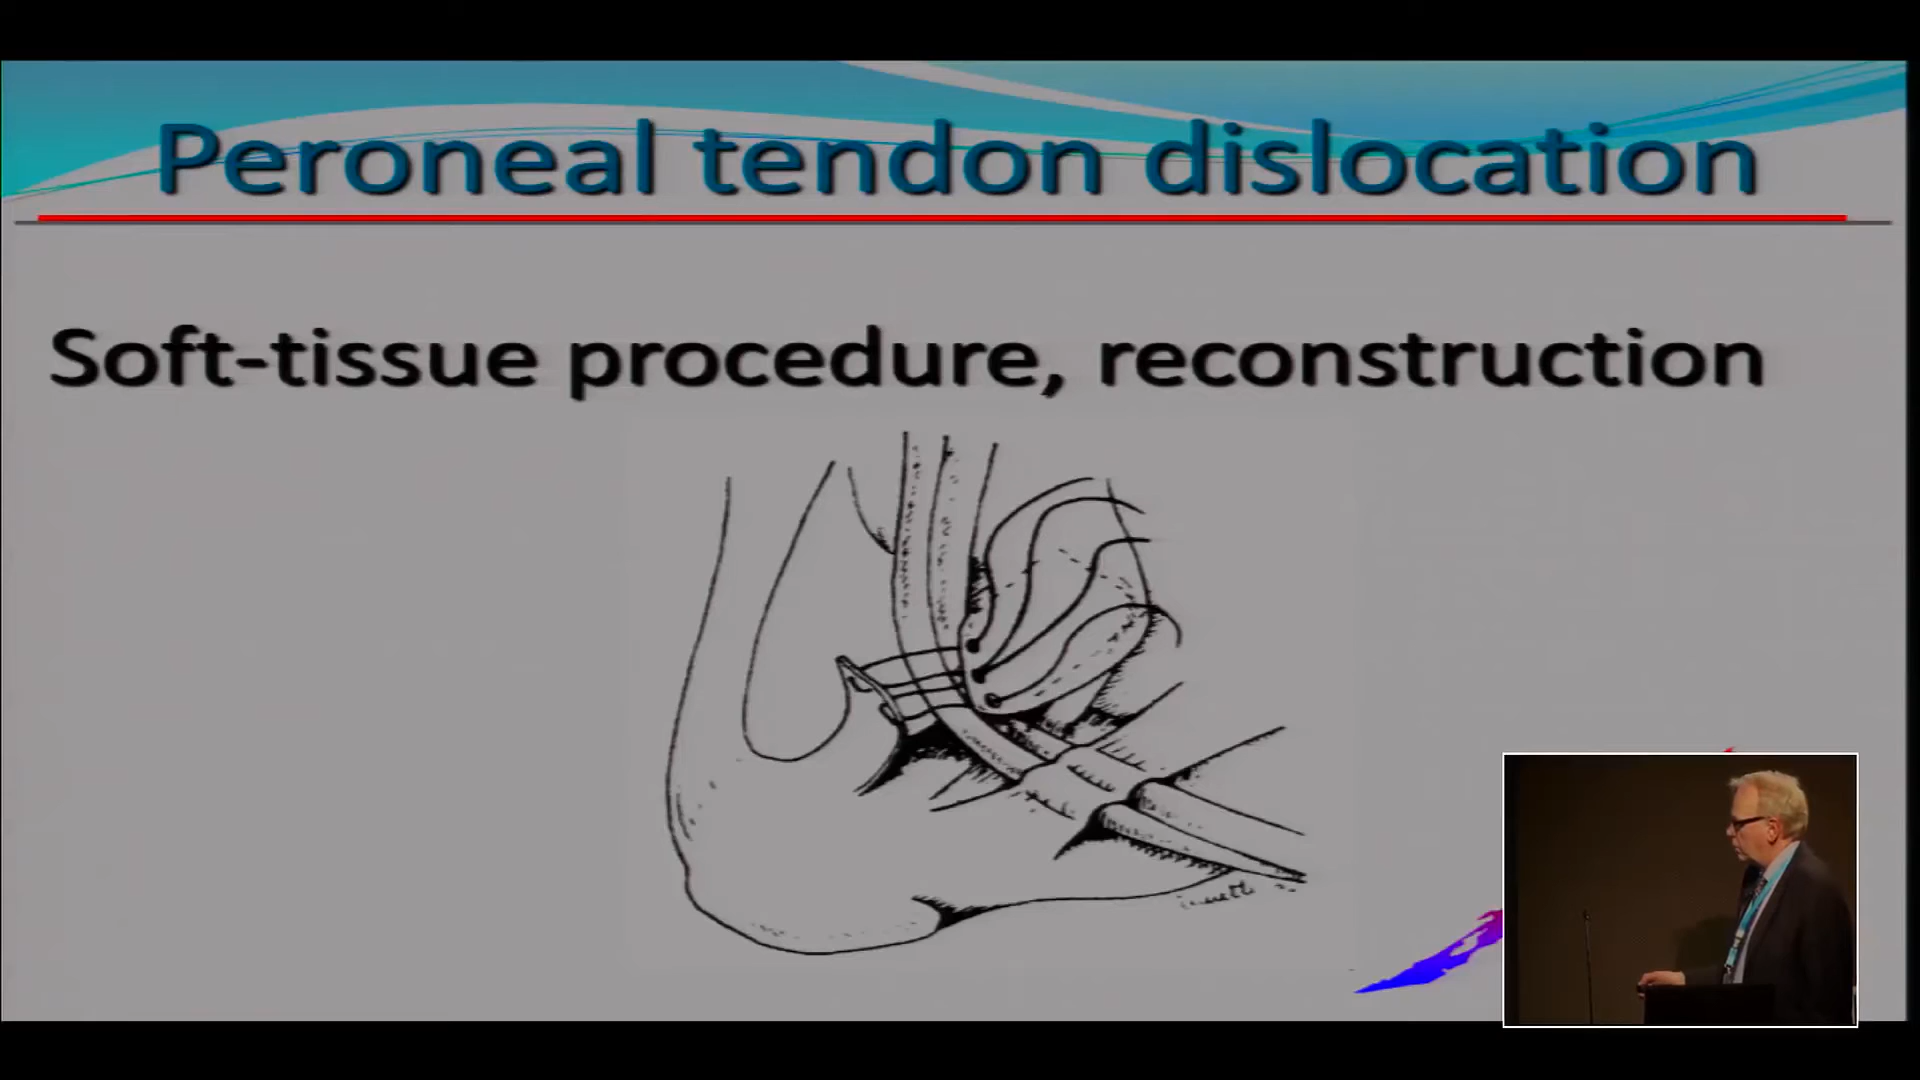 Peroneal tendon dislocation
Soft-tissue procedure, reconstruction